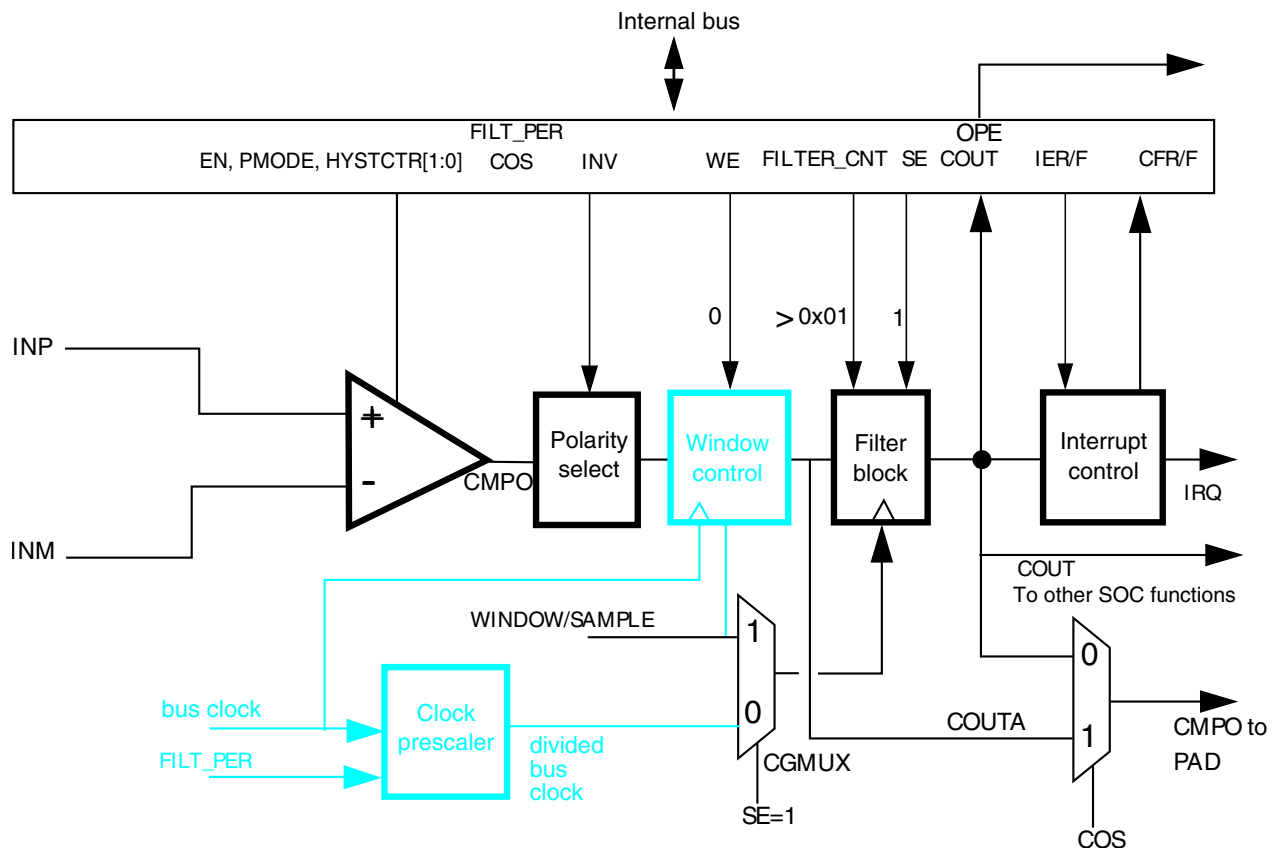 Internal bus
FILT_PER
OPE
EN, PMODE, HYSTCTR[1:0]
COS
INV
WE
FILTER_CNT
SE
COUT
IER/F
CFR/F
0
> 0x01
1
INP
+
Polarity
select
Window
control
Filter
block
Interrupt
control
-
CMPO
IRQ
INM
COUT
To other SOC functions
WINDOW/SAMPLE
1
0
bus clock
Clock
prescaler
0
COUTA
1
CMPO to
PAD
divided
bus
clock
FILT_PER
CGMUX
SE=1
COS